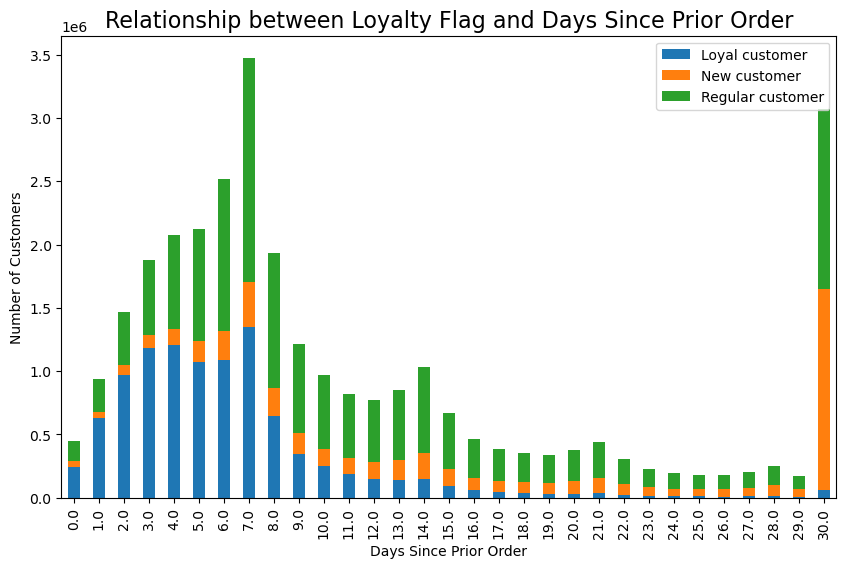 Relationship between Loyalty Flag and Days Since Prior Order
1e6
3.5
3.0
2.5
2.0
1.5
1.0
0.5
0.0
Number of Customers
Loyal customer
New customer
Regular customer
0.0 1.0 2.0 3.0 4.0 5.0 6.0 7.0 8.0 9.0 10.0 11.0 12.0 13.0 14.0 15.0 16.0 17.0 18.0 19.0 20.0 21.0 22.0 23.0 24.0 25.0 26.0 27.0 28.0 29.0 30.0
Days Since Prior Order